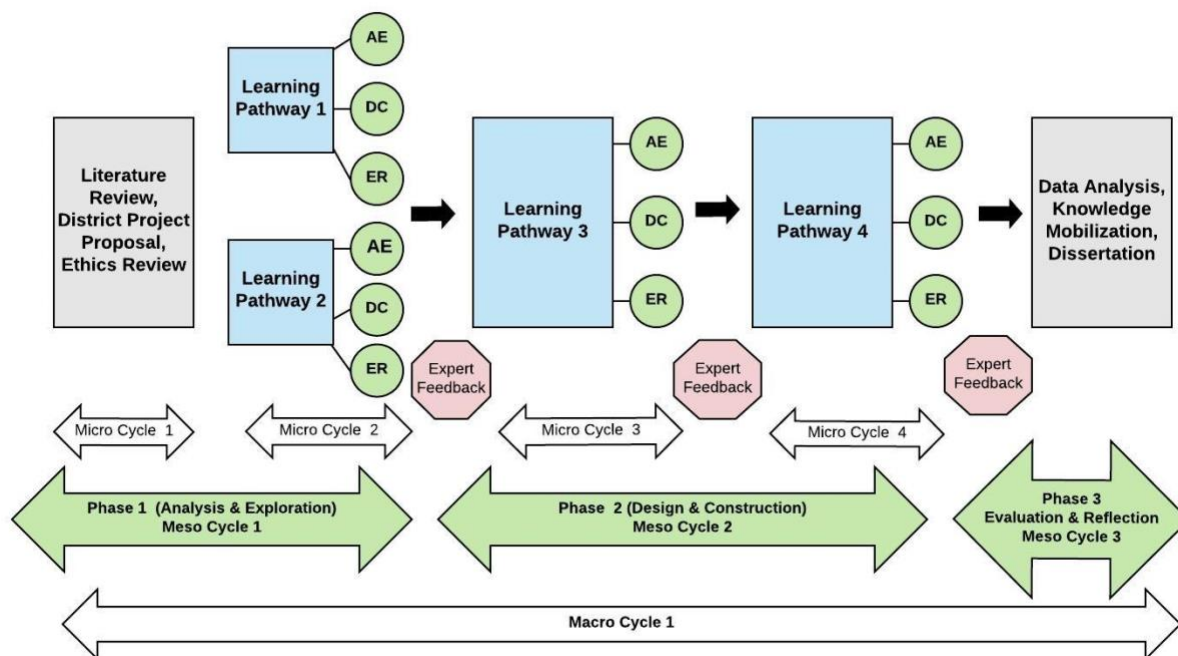 Literature
Review,
District Project
Proposal,
Ethics Review
Learning
Pathway 1
AE
DC
ER
Learning
Pathway 2
AE
DC
ER
Learning
Pathway 3
AE
DC
ER
Learning
Pathway 4
AE
DC
ER
Data Analysis,
Knowledge
Mobilization,
Dissertation
Expert
Feedback
Expert
Feedback
Expert
Feedback
Micro Cycle 1
Micro Cycle 2
Micro Cycle 3
Micro Cycle 4
Phase 1 (Analysis & Exploration)
Meso Cycle 1
Phase 2 (Design & Construction)
Meso Cycle 2
Phase 3
Evaluation & Reflection
Meso Cycle 3
Macro Cycle 1